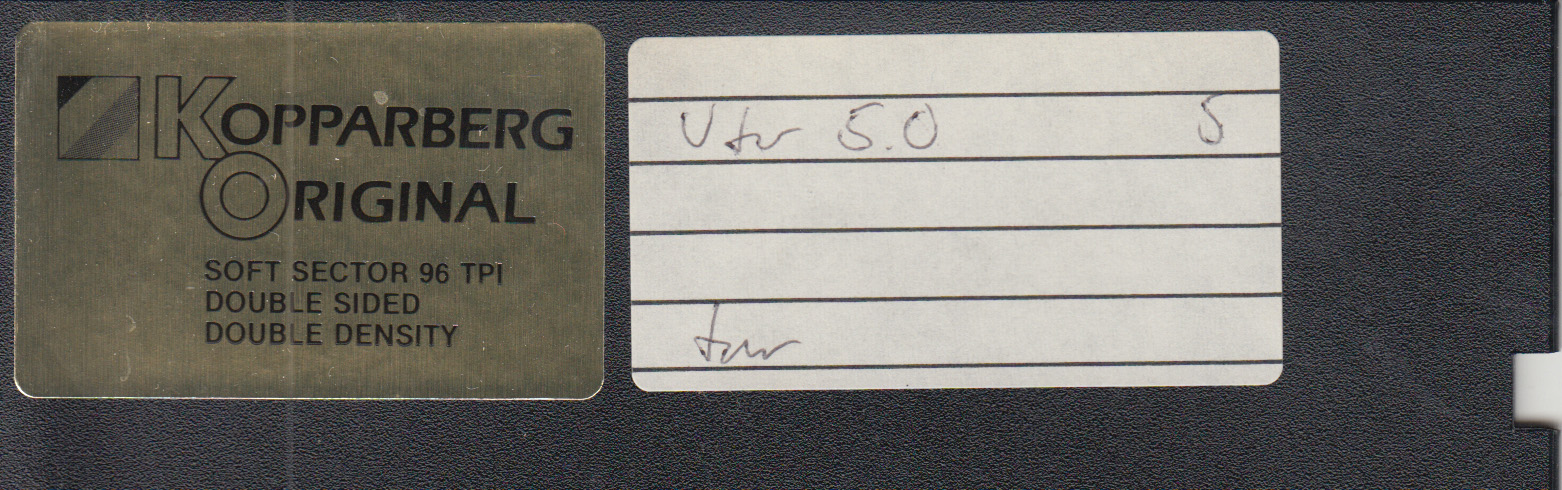 KOPPARBERG
ORIGINAL
SOFT SECTOR 96 TPI
DOUBLE SIDED
DOUBLE DENSITY
5.0 5